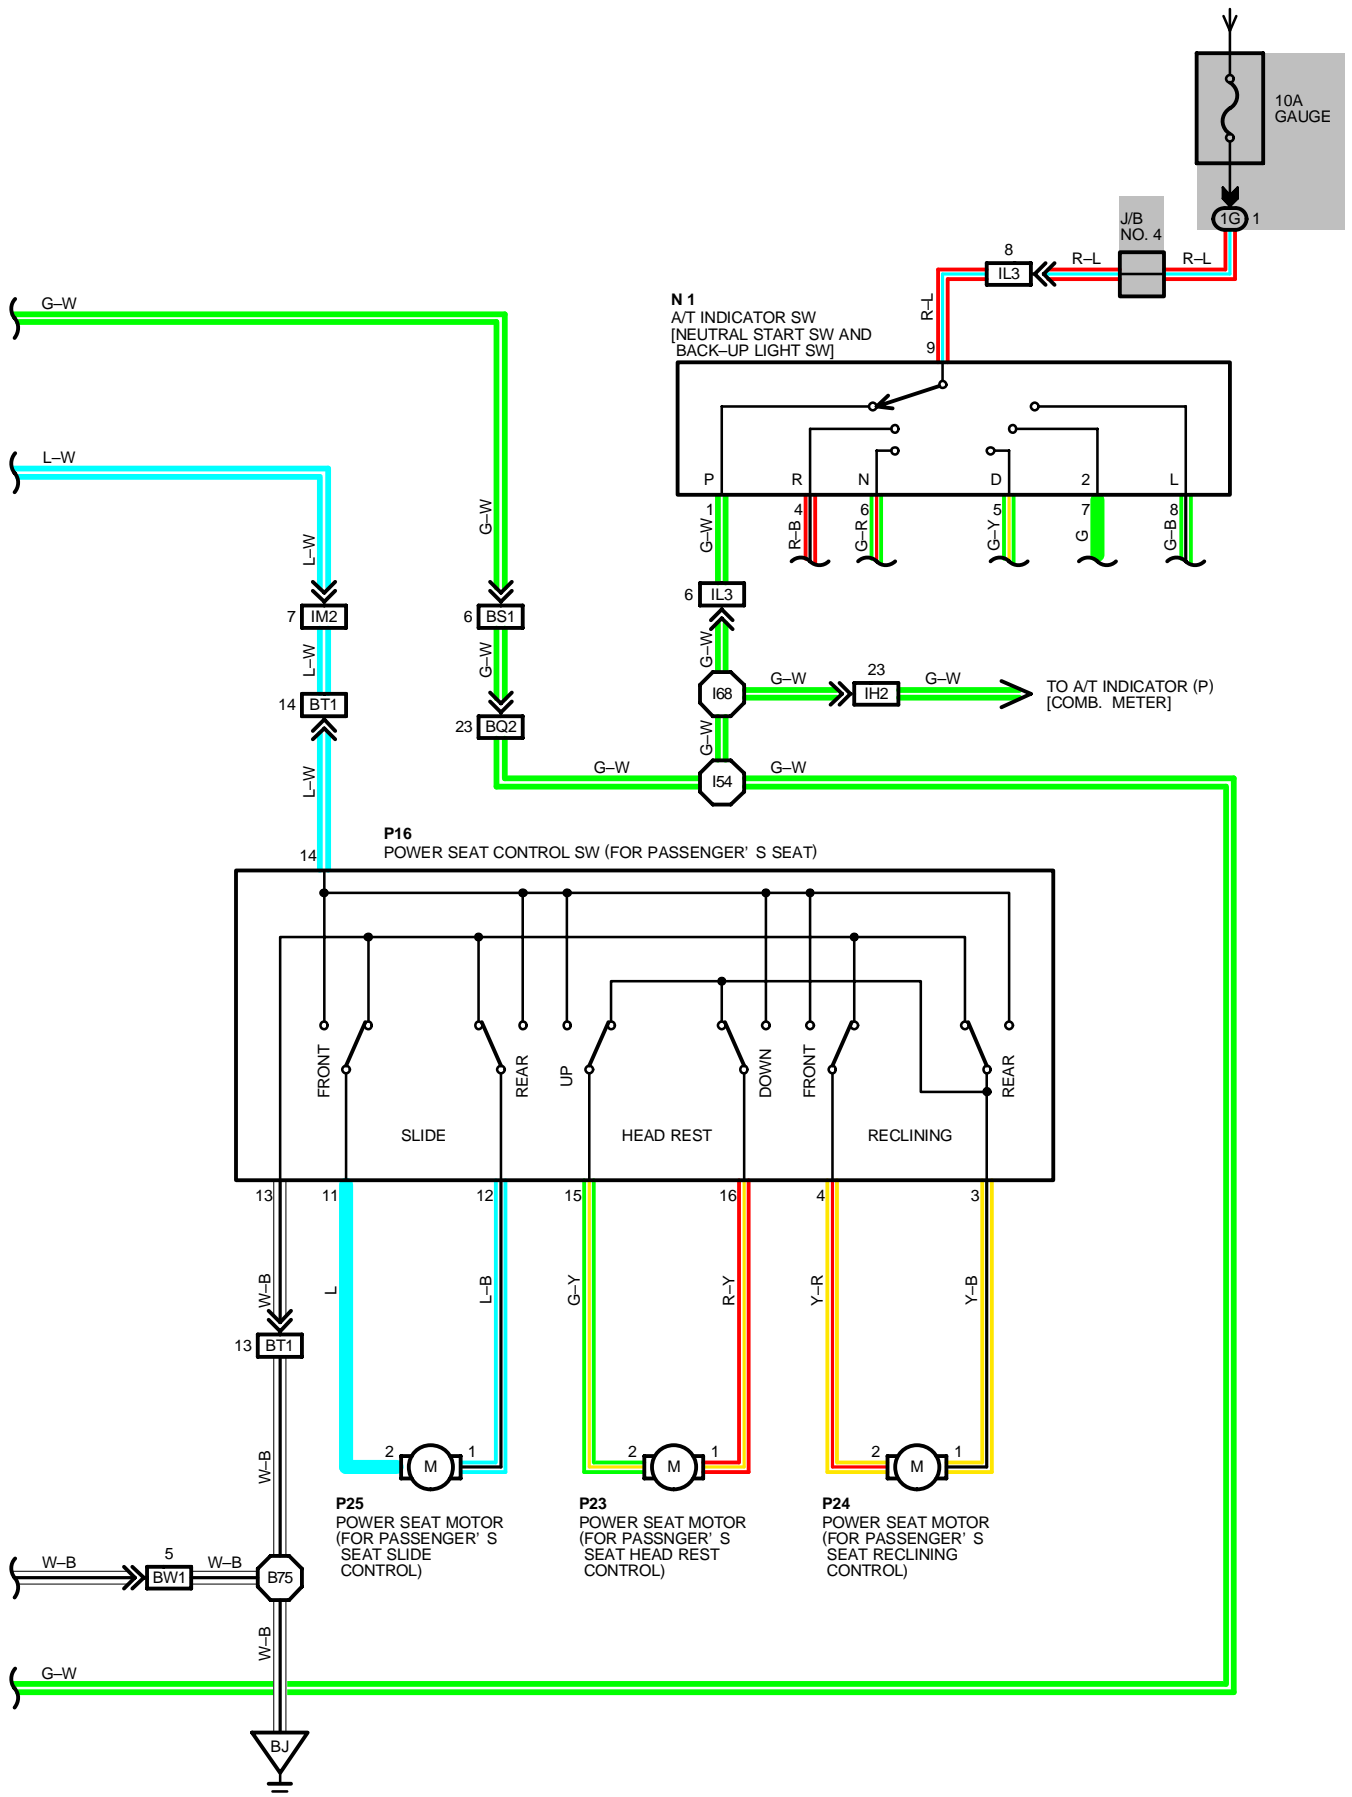 10A
GAUGE
1G 1
J/B
NO. 4
8
IL3
R–L
R–L
R–L
9
N 1
A/T INDICATOR SW
[NEUTRAL START SW AND
BACK–UP LIGHT SW]
G–W
L–W
P R N D 2 L
1 4 6 5 7 8
G–W R–B G–R G–Y G G–B
L–W
G–W
7 IM2
6 BS1
6 IL3
L–W
G–W
G–W
14 BT1
23 BQ2
I68
G–W
23
IH2
G–W
TO A/T INDICATOR (P)
[COMB. METER]
G–W
L–W
G–W
I54
G–W
P16
POWER SEAT CONTROL SW (FOR PASSENGER' S SEAT)
14
FRONT REAR UP DOWN FRONT REAR
SLIDE HEAD REST RECLINING
13 11 12 15 16 4 3
W–B L L–B G–Y R–Y Y–R Y–B
13 BT1
W–B
2 M 1
2 M 1
2 M 1
P25
POWER SEAT MOTOR
(FOR PASSENGER' S
SEAT SLIDE
CONTROL)
P23
POWER SEAT MOTOR
(FOR PASSNGER' S
SEAT HEAD REST
CONTROL)
P24
POWER SEAT MOTOR
(FOR PASSENGER' S
SEAT RECLINING
CONTROL)
W–B
5
BW1
W–B
B75
W–B
G–W
BJ